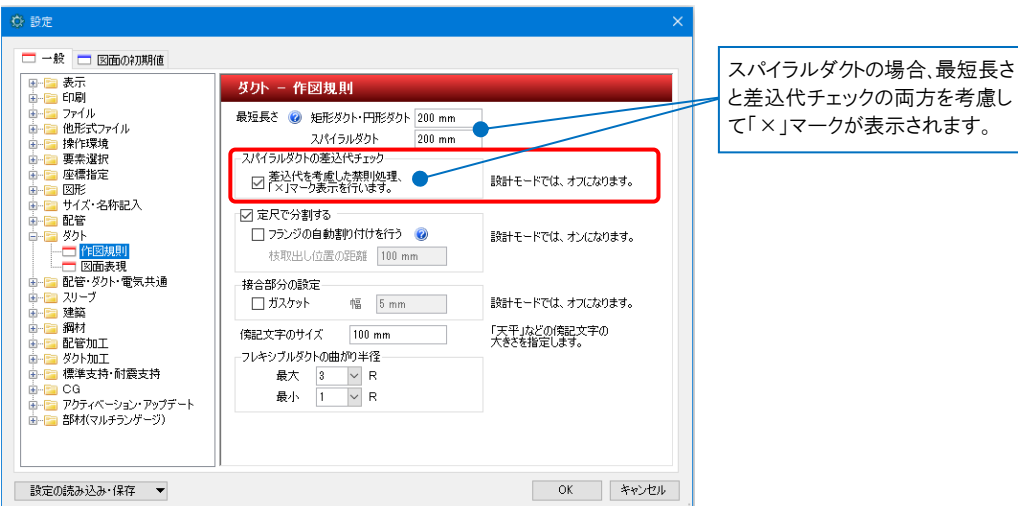 設定
一般 図面の初期値
表示
印刷
ファイル
他形式ファイル
操作環境
要素選択
座標指定
図形
サイズ・名称記入
配管
ダクト
作図規則
図面表現
配管・ダクト・電気共通
スリーブ
建築
鋼材
配管加工
ダクト加工
標準支持・耐震支持
CG
アクティベーション・アップデート
部材(マルチランゲージ)
ダクト － 作図規則
最短長さ 矩形ダクト・円形ダクト 200 mm
スパイラルダクト 200 mm
スパイラルダクトの差込代チェック
差込代を考慮した禁則処理、
「×」マーク表示を行います。
設計モードでは、オフになります。
定尺で分割する
フランジの自動割り付けを行う
設計モードでは、オンになります。
枝取出し位置の距離 100 mm
接合部分の設定
ガスケット 幅 5 mm
設計モードでは、オフになります。
傍記文字のサイズ 100 mm
「天平」などの傍記文字の
大きさを指定します。
フレキシブルダクトの曲がり半径
最大 3 R
最小 1 R
設定の読み込み・保存
OK キャンセル
スパイラルダクトの場合、最短長さ
と差込代チェックの両方を考慮し
て「×」マークが表示されます。